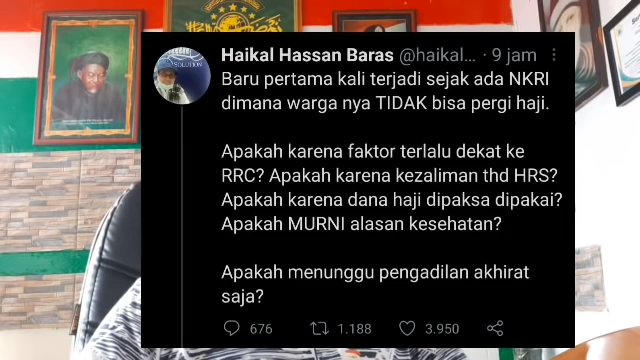 SOLUTION
Haikal Hassan Baras @haikal... · 9 jam
Baru pertama kali terjadi sejak ada NKRI
dimana warga nya TIDAK bisa pergi haji.
Apakah karena faktor terlalu dekat ke
RRC? Apakah karena kezaliman thd HRS?
Apakah karena dana haji dipaksa dipakai?
Apakah MURNI alasan kesehatan?
Apakah menunggu pengadilan akhirat
saja?
676 1.188 3.950